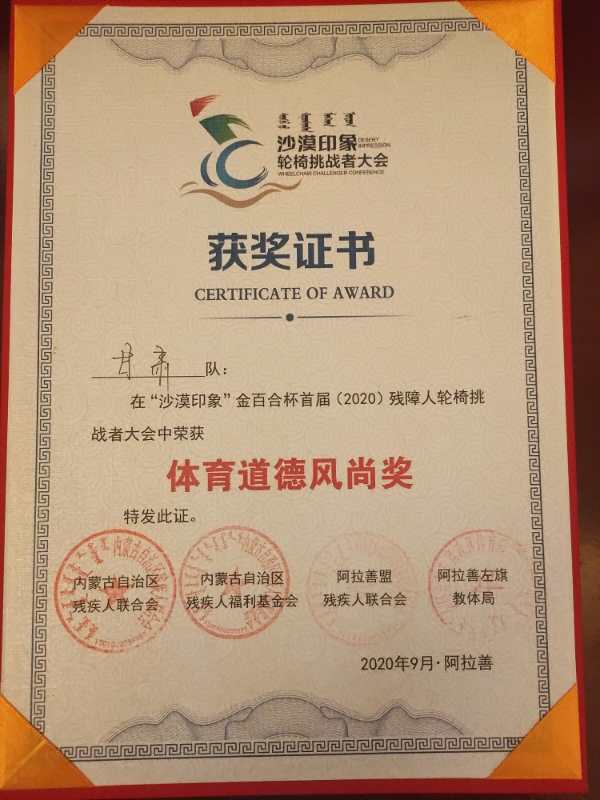 沙漠印象 DESERT IMPRESSION
轮椅挑战者大会
WHEELCHAIR CHALLENGER CONFERENCE
获奖证书
CERTIFICATE OF AWARD
甘肃队：
在“沙漠印象”金百合杯首届（2020）残障人轮椅挑
战者大会中荣获
体育道德风尚奖
特发此证。
内蒙古自治区
残疾人联合会
内蒙古自治区
残疾人福利基金会
阿拉善盟
残疾人联合会
阿拉善左旗
教体局
2020年9月·阿拉善